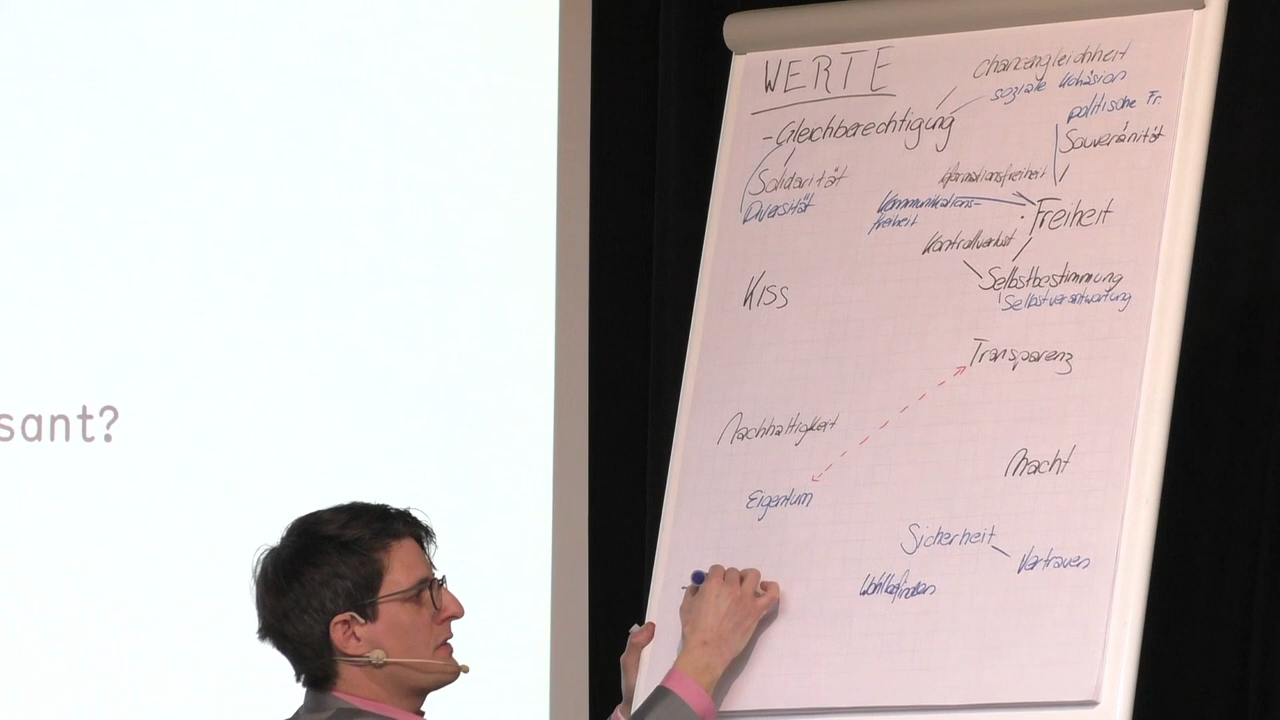 WERTE
Chancengleichheit
soziale Kohäsion
politische Fr.
- Gleichberechtigung
Souveränität
Solidarität
Diversität
Informationsfreiheit
Kommunikations-
freiheit
Freiheit
Kontrollverlust
Selbstbestimmung
Selbstverantwortung
KISS
Transparenz
sant?
Nachhaltigkeit
Macht
Eigentum
Sicherheit
Vertrauen
Wohlbefinden